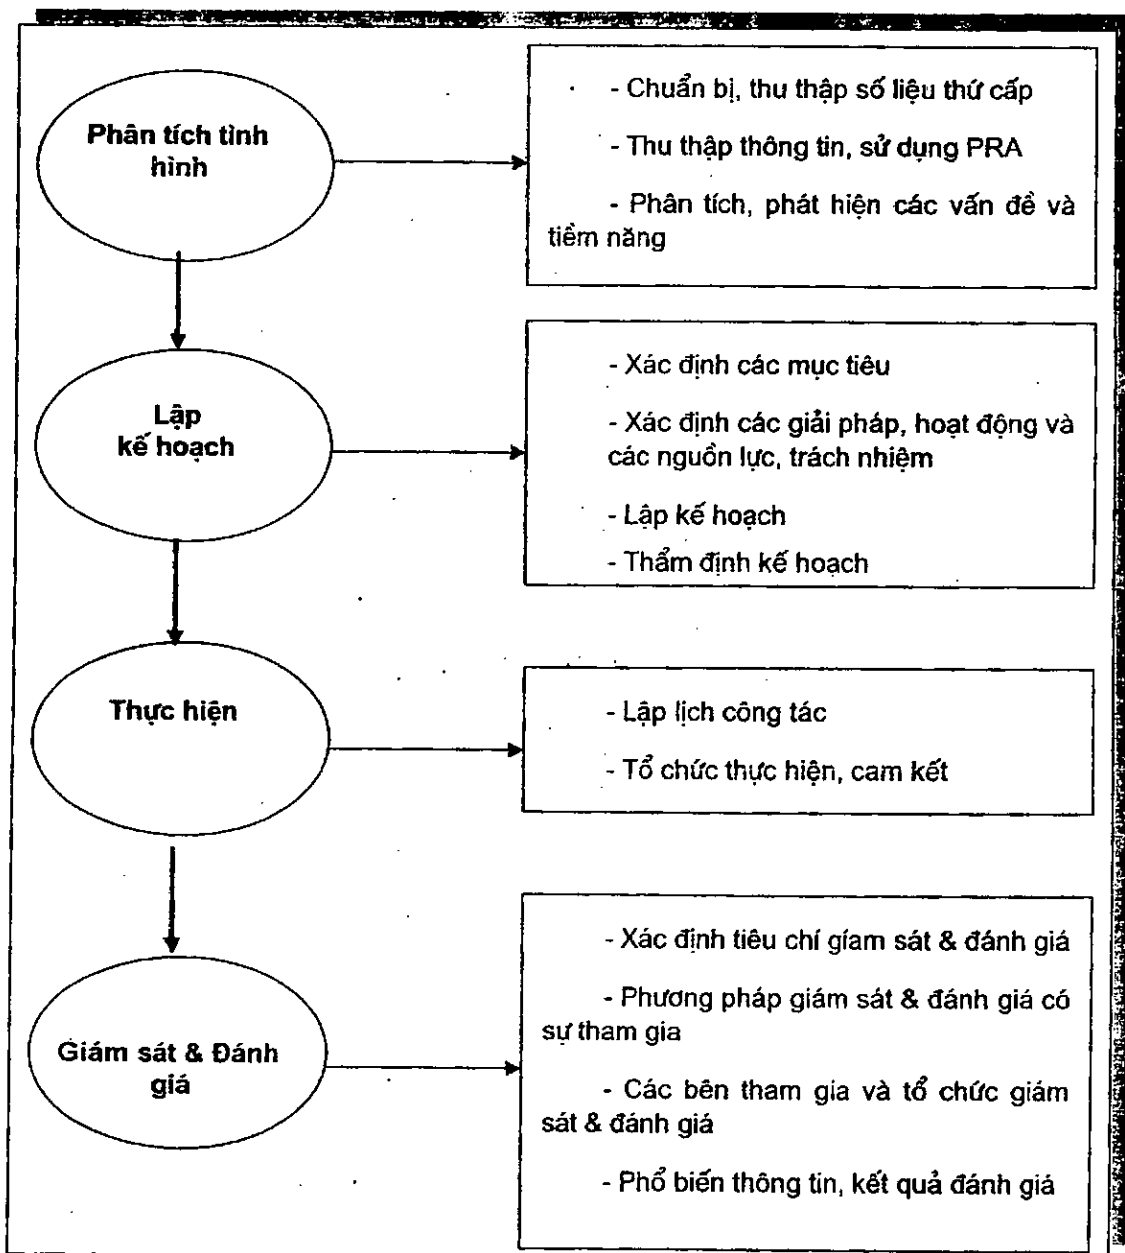 Phân tích tình
hình
- Chuẩn bị, thu thập số liệu thứ cấp
- Thu thập thông tin, sử dụng PRA
- Phân tích, phát hiện các vấn đề và
tiềm năng
Lập
kế hoạch
- Xác định các mục tiêu
- Xác định các giải pháp, hoạt động và
các nguồn lực, trách nhiệm
- Lập kế hoạch
- Thẩm định kế hoạch
Thực hiện
- Lập lịch công tác
- Tổ chức thực hiện, cam kết
Giám sát & Đánh
giá
- Xác định tiêu chí gíam sát & đánh giá
- Phương pháp giám sát & đánh giá có
sự tham gia
- Các bên tham gia và tổ chức giám
sát & đánh giá
- Phổ biến thông tin, kết quả đánh giá